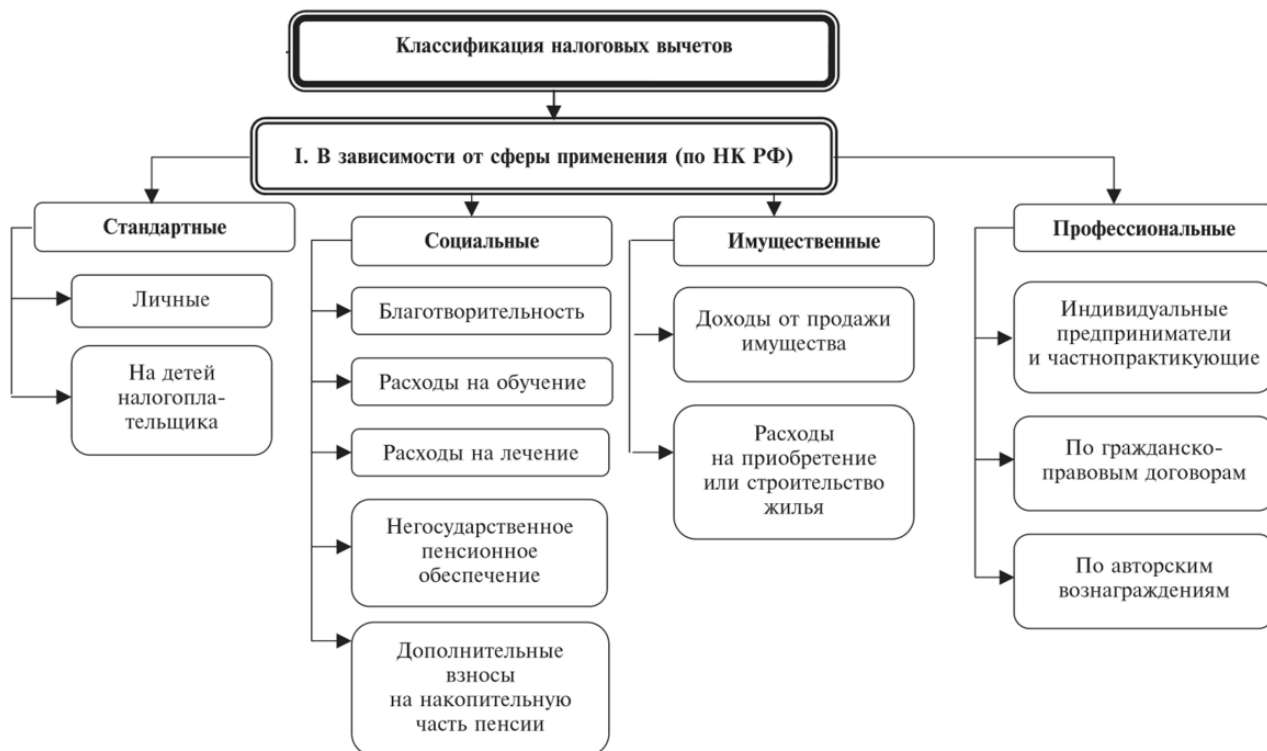 Классификация налоговых вычетов
I. В зависимости от сферы применения (по НК РФ)
Стандартные
Личные
На детей
налогопла-
тельщика
Социальные
Благотворительность
Расходы на обучение
Расходы на лечение
Негосударственное
пенсионное
обеспечение
Дополнительные
взносы
на накопительную
часть пенсии
Имущественные
Доходы от продажи
имущества
Расходы
на приобретение
или строительство
жилья
Профессиональные
Индивидуальные
предприниматели
и частнопрактикующие
По гражданско-
правовым договорам
По авторским
вознаграждениям